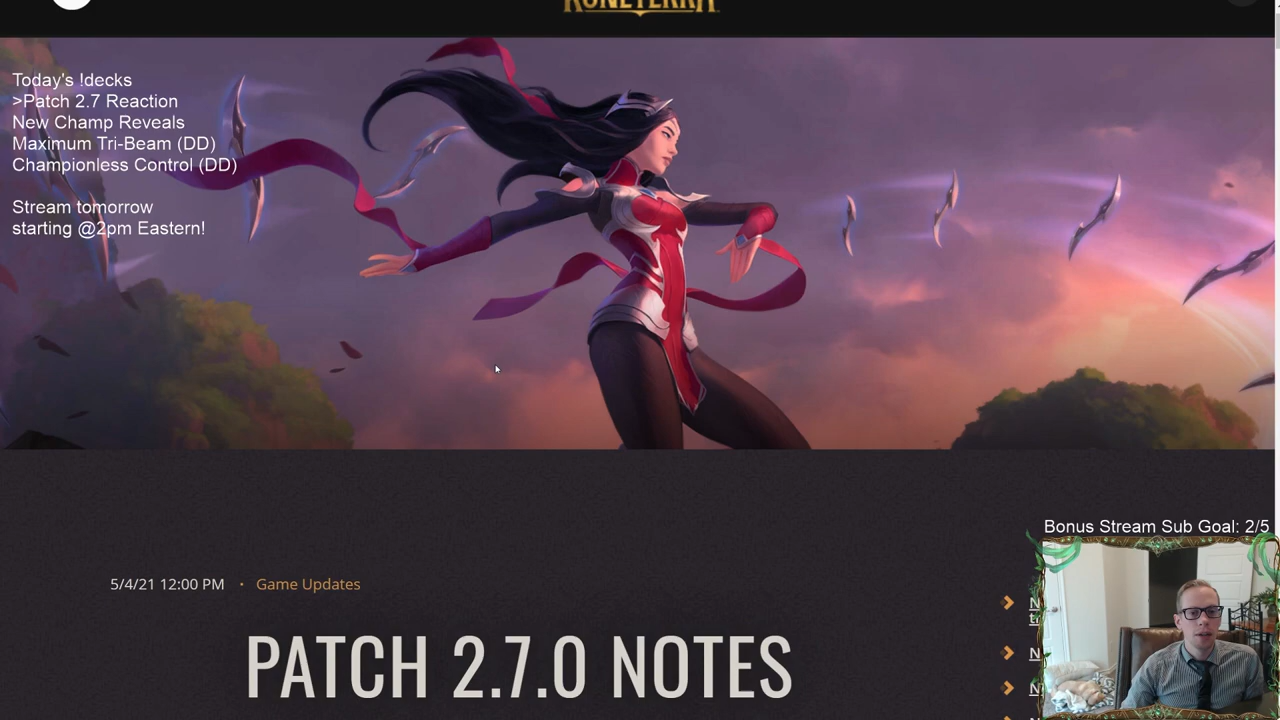 RUNETERRA
Today's !decks
>Patch 2.7 Reaction
New Champ Reveals
Maximum Tri-Beam (DD)
Championless Control (DD)
Stream tomorrow
starting @2pm Eastern!
Bonus Stream Sub Goal: 2/5
5/4/21 12:00 PM • Game Updates
PATCH 2.7.0 NOTES